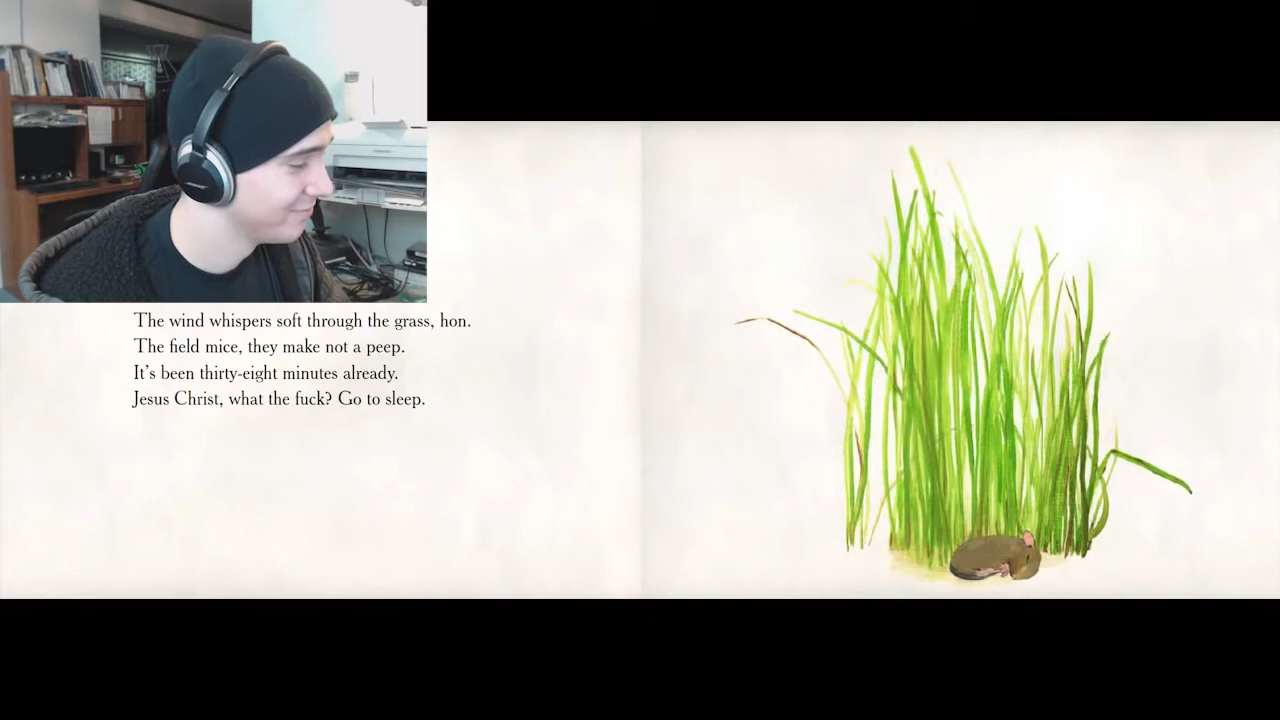 The wind whispers soft through the grass, hon.
The field mice, they make not a peep.
It's been thirty-eight minutes already.
Jesus Christ, what the fuck? Go to sleep.